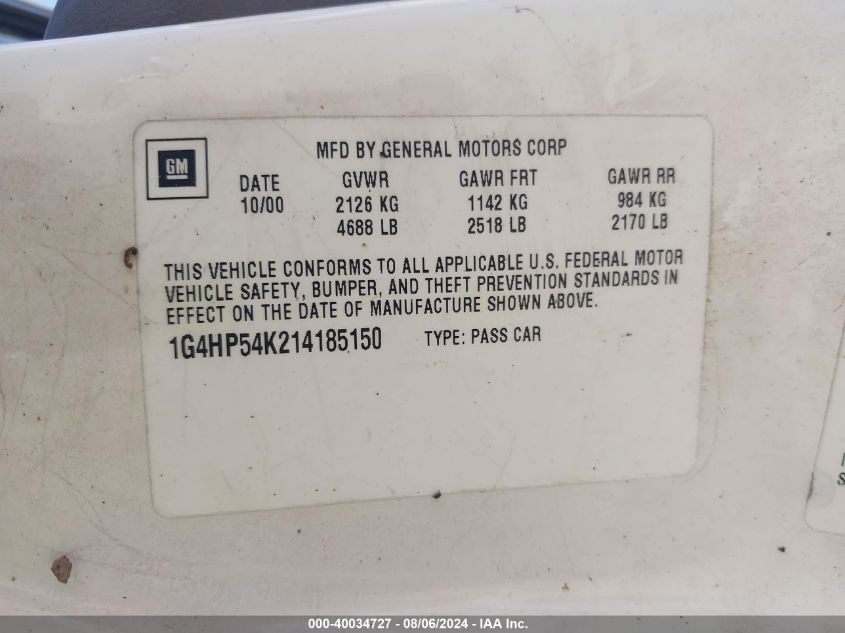 MFD BY GENERAL MOTORS CORP
GM
DATE GVWR GAWR FRT GAWR RR
10/00 2126 KG 1142 KG 984 KG
4688 LB 2518 LB 2170 LB
THIS VEHICLE CONFORMS TO ALL APPLICABLE U.S. FEDERAL MOTOR
VEHICLE SAFETY, BUMPER, AND THEFT PREVENTION STANDARDS IN
EFFECT ON THE DATE OF MANUFACTURE SHOWN ABOVE.
1G4HP54K214185150 TYPE: PASS CAR
000-40034727 - 08/06/2024 - IAA Inc.